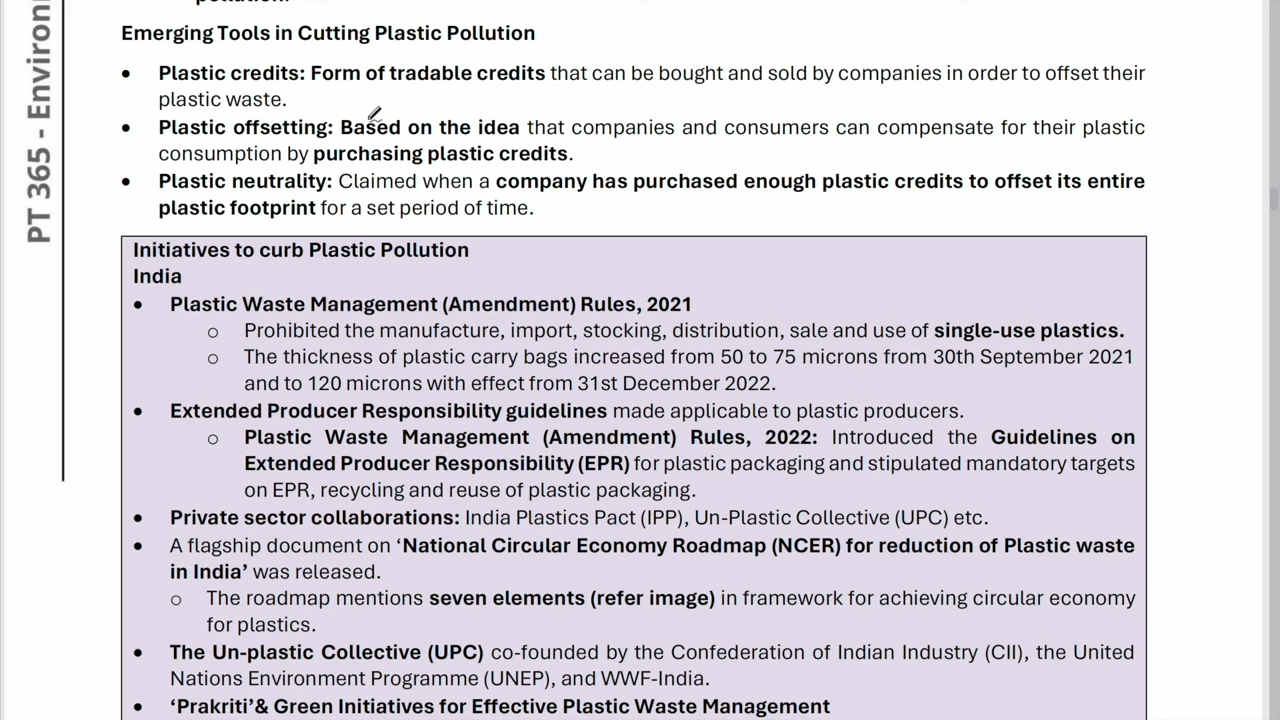 pollution.
Emerging Tools in Cutting Plastic Pollution
• Plastic credits: Form of tradable credits that can be bought and sold by companies in order to offset their
plastic waste.
• Plastic offsetting: Based on the idea that companies and consumers can compensate for their plastic
consumption by purchasing plastic credits.
• Plastic neutrality: Claimed when a company has purchased enough plastic credits to offset its entire
plastic footprint for a set period of time.
Initiatives to curb Plastic Pollution
India
• Plastic Waste Management (Amendment) Rules, 2021
o Prohibited the manufacture, import, stocking, distribution, sale and use of single-use plastics.
o The thickness of plastic carry bags increased from 50 to 75 microns from 30th September 2021
and to 120 microns with effect from 31st December 2022.
• Extended Producer Responsibility guidelines made applicable to plastic producers.
o Plastic Waste Management (Amendment) Rules, 2022: Introduced the Guidelines on
Extended Producer Responsibility (EPR) for plastic packaging and stipulated mandatory targets
on EPR, recycling and reuse of plastic packaging.
• Private sector collaborations: India Plastics Pact (IPP), Un-Plastic Collective (UPC) etc.
• A flagship document on ‘National Circular Economy Roadmap (NCER) for reduction of Plastic waste
in India’ was released.
o The roadmap mentions seven elements (refer image) in framework for achieving circular economy
for plastics.
• The Un-plastic Collective (UPC) co-founded by the Confederation of Indian Industry (CII), the United
Nations Environment Programme (UNEP), and WWF-India.
• ‘Prakriti’& Green Initiatives for Effective Plastic Waste Management
PT 365 - Environ